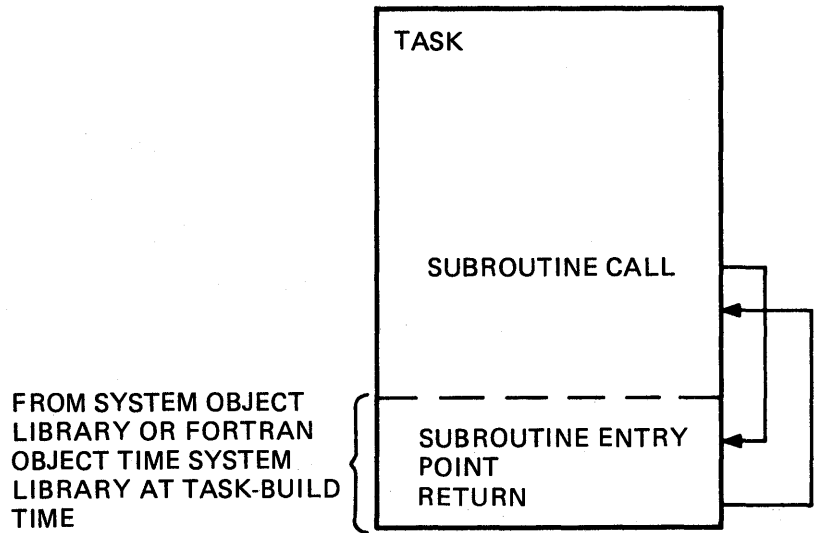 TASK
SUBROUTINE CALL
FROM SYSTEM OBJECT
LIBRARY OR FORTRAN
OBJECT TIME SYSTEM
LIBRARY AT TASK-BUILD
TIME
SUBROUTINE ENTRY
POINT
RETURN